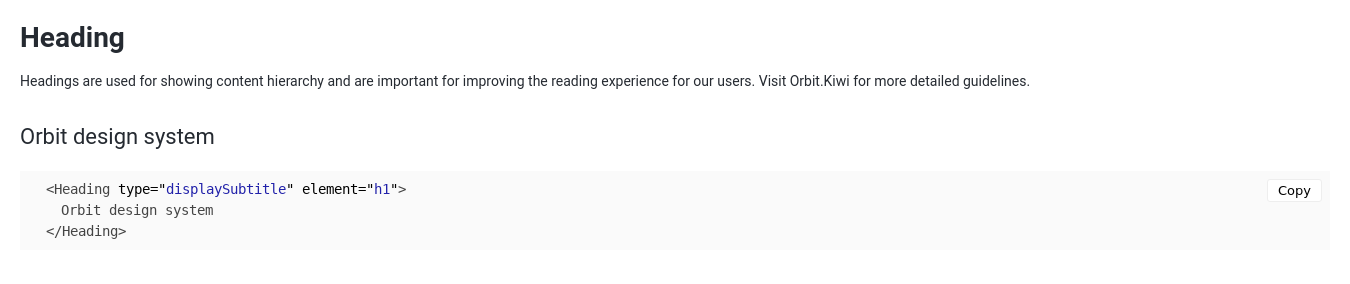 Heading
Headings are used for showing content hierarchy and are important for improving the reading experience for our users. Visit Orbit.Kiwi for more detailed guidelines.
Orbit design system
<Heading type="displaySubtitle" element="h1">
Copy
Orbit design system
</Heading>